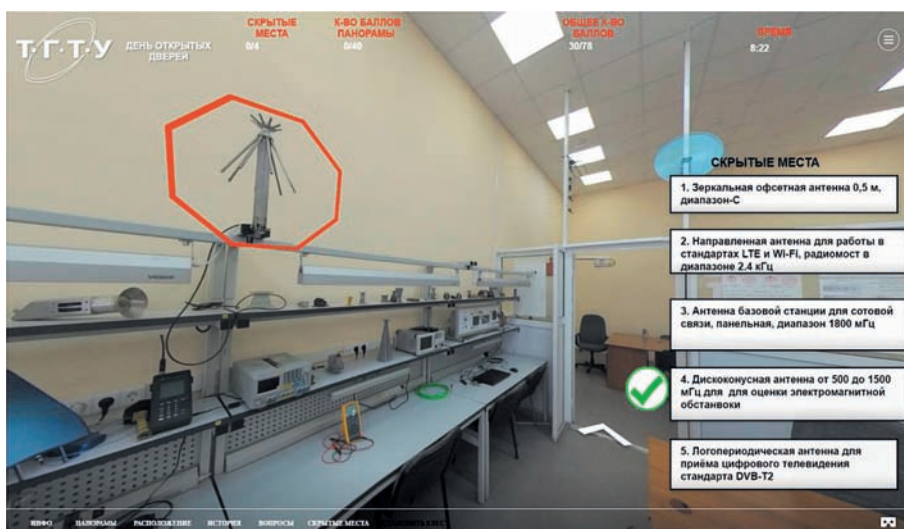 Т·Г·Т·У
ДЕНЬ ОТКРЫТЫХ
ДВЕРЕЙ
СКРЫТЫЕ
МЕСТА
0/4
К-ВО БАЛЛОВ
ПАНОРАМЫ
0/40
ОБЩЕЕ К-ВО
БАЛЛОВ
30/78
ВРЕМЯ
8:22
СКРЫТЫЕ МЕСТА
1. Зеркальная офсетная антенна 0,5 м,
диапазон-С
2. Направленная антенна для работы в
стандартах LTE и Wi-Fi, радиомост в
диапазоне 2.4 кГц
3. Антенна базовой станции для сотовой
связи, панельная, диапазон 1800 мГц
4. Дискоконусная антенна от 500 до 1500
мГц для  для оценки электромагнитной
обстанвоки
5. Логопериодическая антенна для
приёма цифрового телевидения
стандарта DVB-T2
ИНФО ПАНОРАМЫ РАСПОЛОЖЕНИЕ ИСТОРИЯ ВОПРОСЫ СКРЫТЫЕ МЕСТА